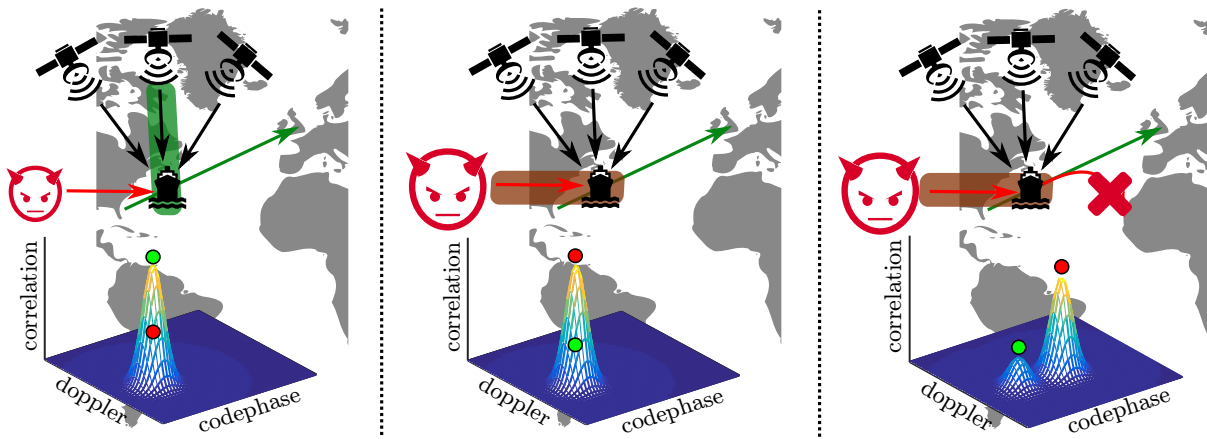 correlation
doppler
codephase
correlation
doppler
codephase
correlation
doppler
codephase